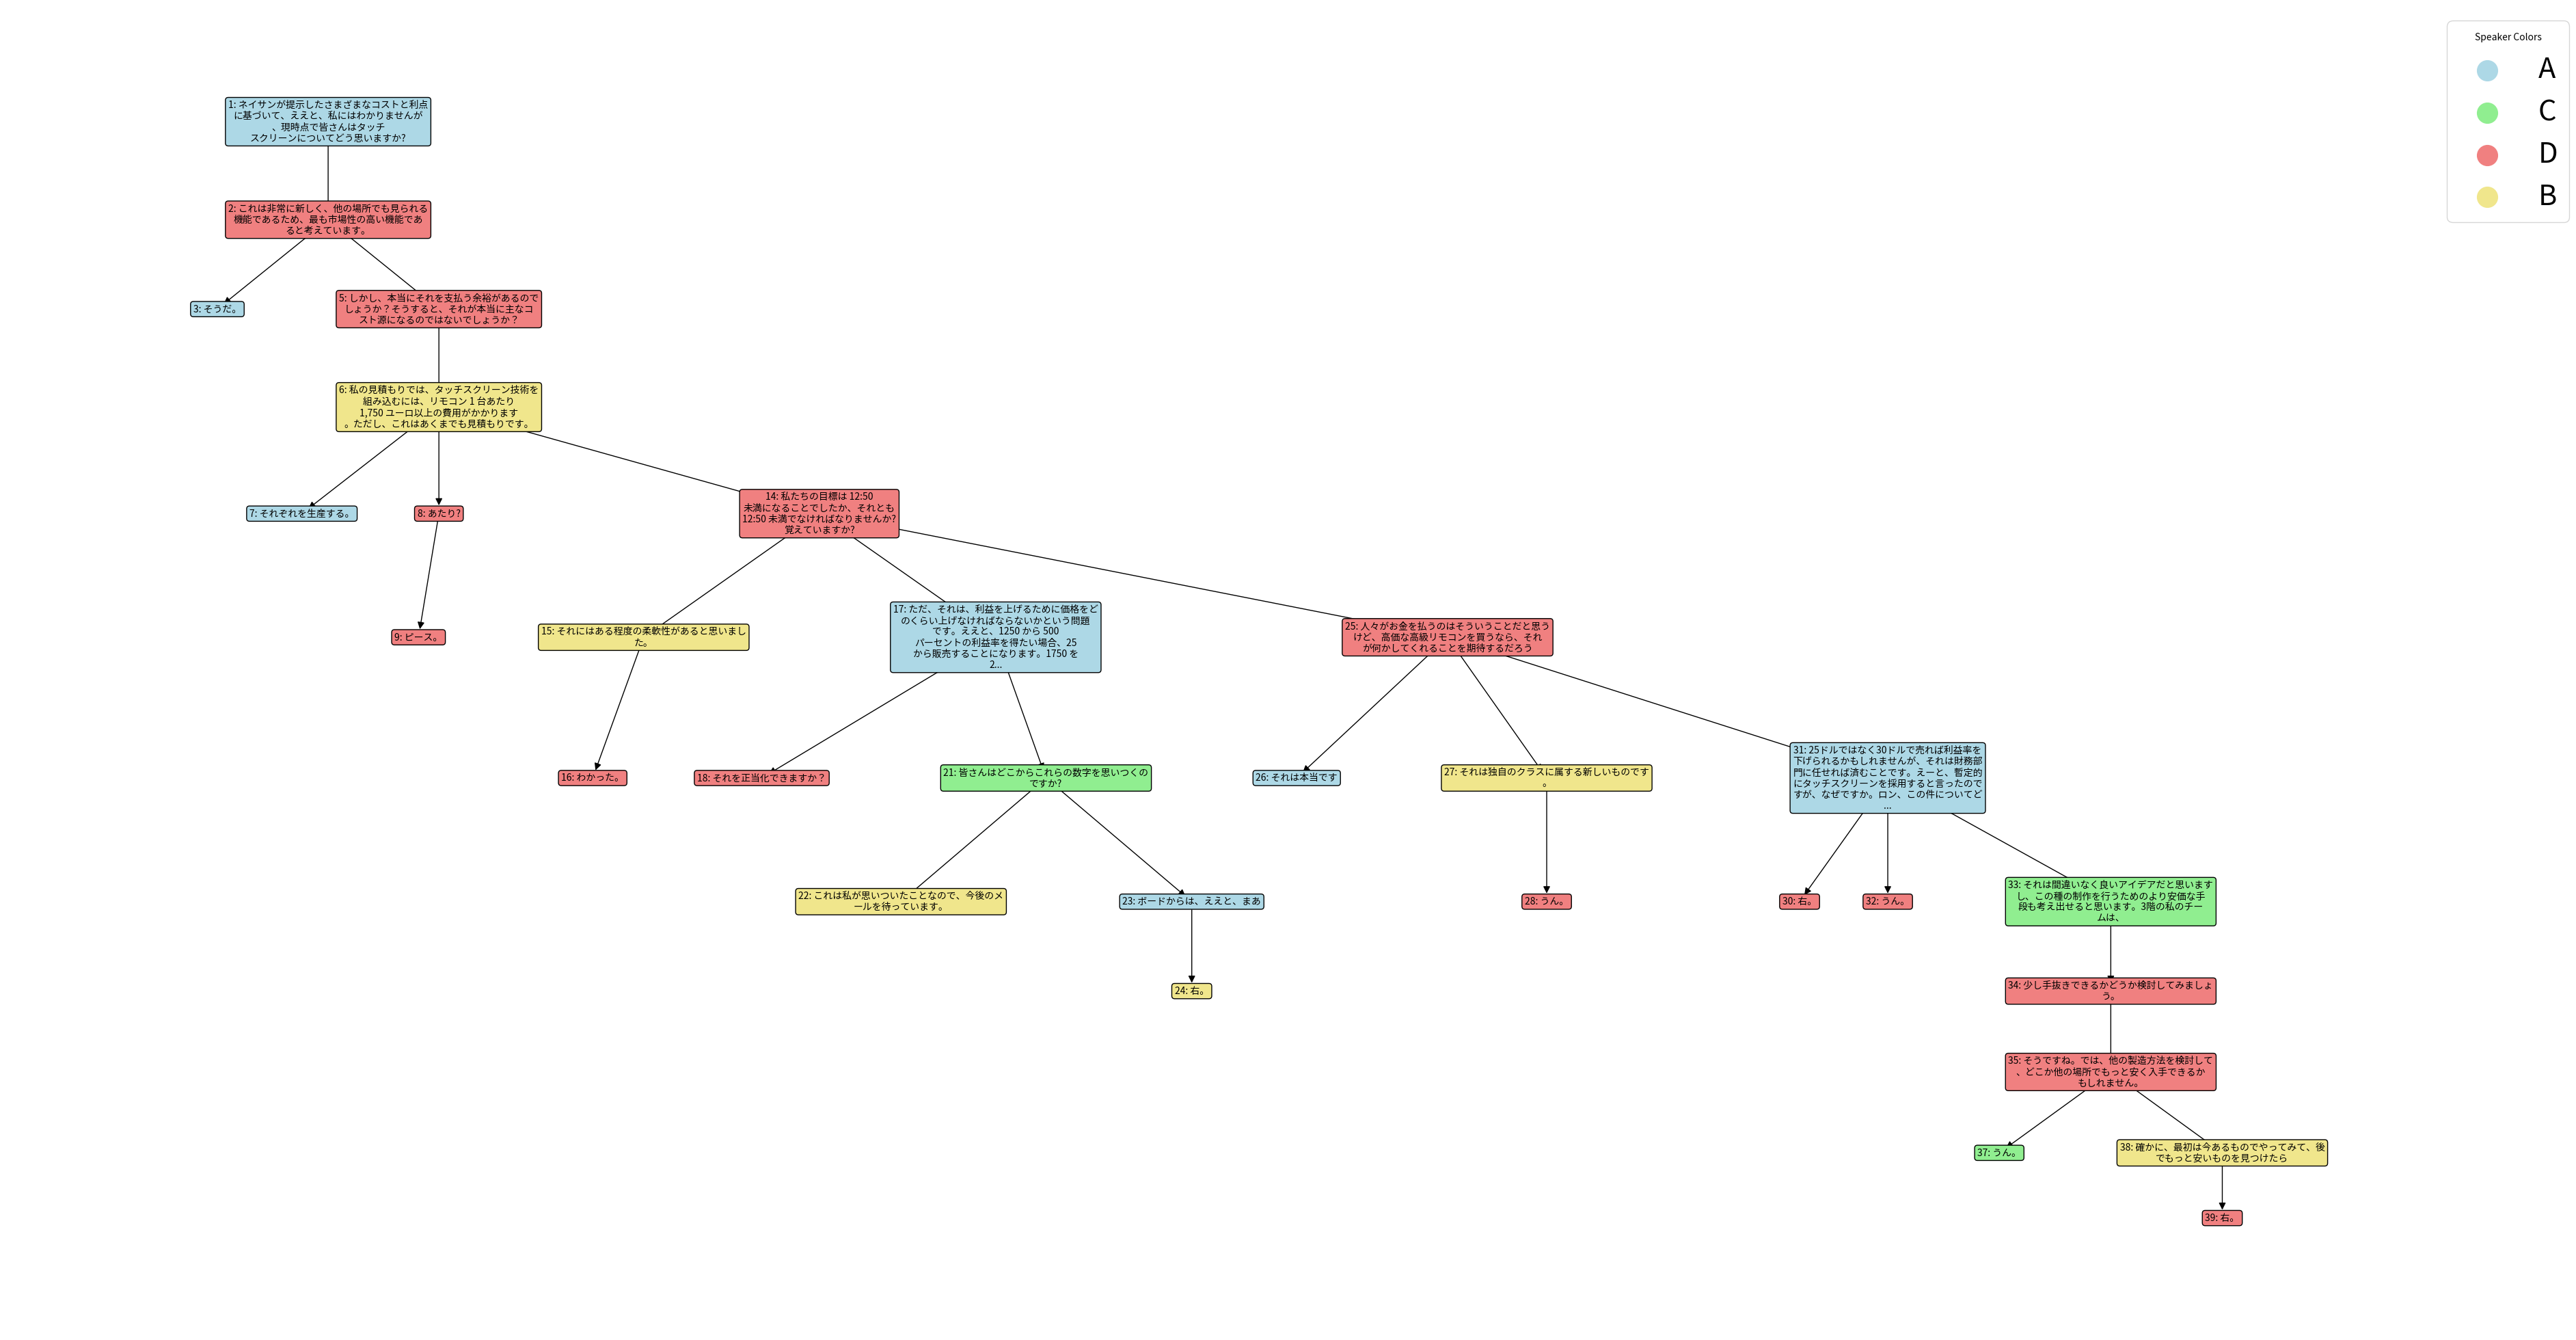 Speaker Colors
A
C
D
B
1: ネイサンが提示したさまざまなコストと利点
に基づいて、ええと、私にはわかりませんが
、現時点で皆さんはタッチ
スクリーンについてどう思いますか?
2: これは非常に新しく、他の場所でも見られる
機能であるため、最も市場性の高い機能であ
ると考えています。
3: そうだ。
5: しかし、本当にそれを支払う余裕があるので
しょうか？そうすると、それが本当に主なコ
スト源になるのではないでしょうか？
6: 私の見積もりでは、タッチスクリーン技術を
組み込むには、リモコン 1 台あたり
1,750 ユーロ以上の費用がかかります
。ただし、これはあくまでも見積もりです。
7: それぞれを生産する。
8: あたり?
14: 私たちの目標は 12:50
未満になることでしたか、それとも
12:50 未満でなければなりませんか?
覚えていますか?
9: ピース。
15: それにはある程度の柔軟性があると思いまし
た。
17: ただ、それは、利益を上げるために価格をど
のくらい上げなければならないかという問題
です。ええと、1250 から 500
パーセントの利益率を得たい場合、25
から販売することになります。1750 を
2...
25: 人々がお金を払うのはそういうことだと思う
けど、高価な高級リモコンを買うなら、それ
が何かしてくれることを期待するだろう
16: わかった。
18: それを正当化できますか？
21: 皆さんはどこからこれらの数字を思いつくの
ですか?
26: それは本当です
27: それは独自のクラスに属する新しいものです
。
31: 25ドルではなく30ドルで売れば利益率を
下げられるかもしれませんが、それは財務部
門に任せれば済むことです。えーと、暫定的
にタッチスクリーンを採用すると言ったので
すが、なぜですか。ロン、この件についてど
...
22: これは私が思いついたことなので、今後のメ
ールを待っています。
23: ボードからは、ええと、まあ
28: うん。
30: 右。
32: うん。
33: それは間違いなく良いアイデアだと思います
し、この種の制作を行うためのより安価な手
段も考え出せると思います。3階の私のチー
ムは、
24: 右。
34: 少し手抜きできるかどうか検討してみましょ
う。
35: そうですね。では、他の製造方法を検討して
、どこか他の場所でもっと安く入手できるか
もしれません。
37: うん。
38: 確かに、最初は今あるものでやってみて、後
でもっと安いものを見つけたら
39: 右。